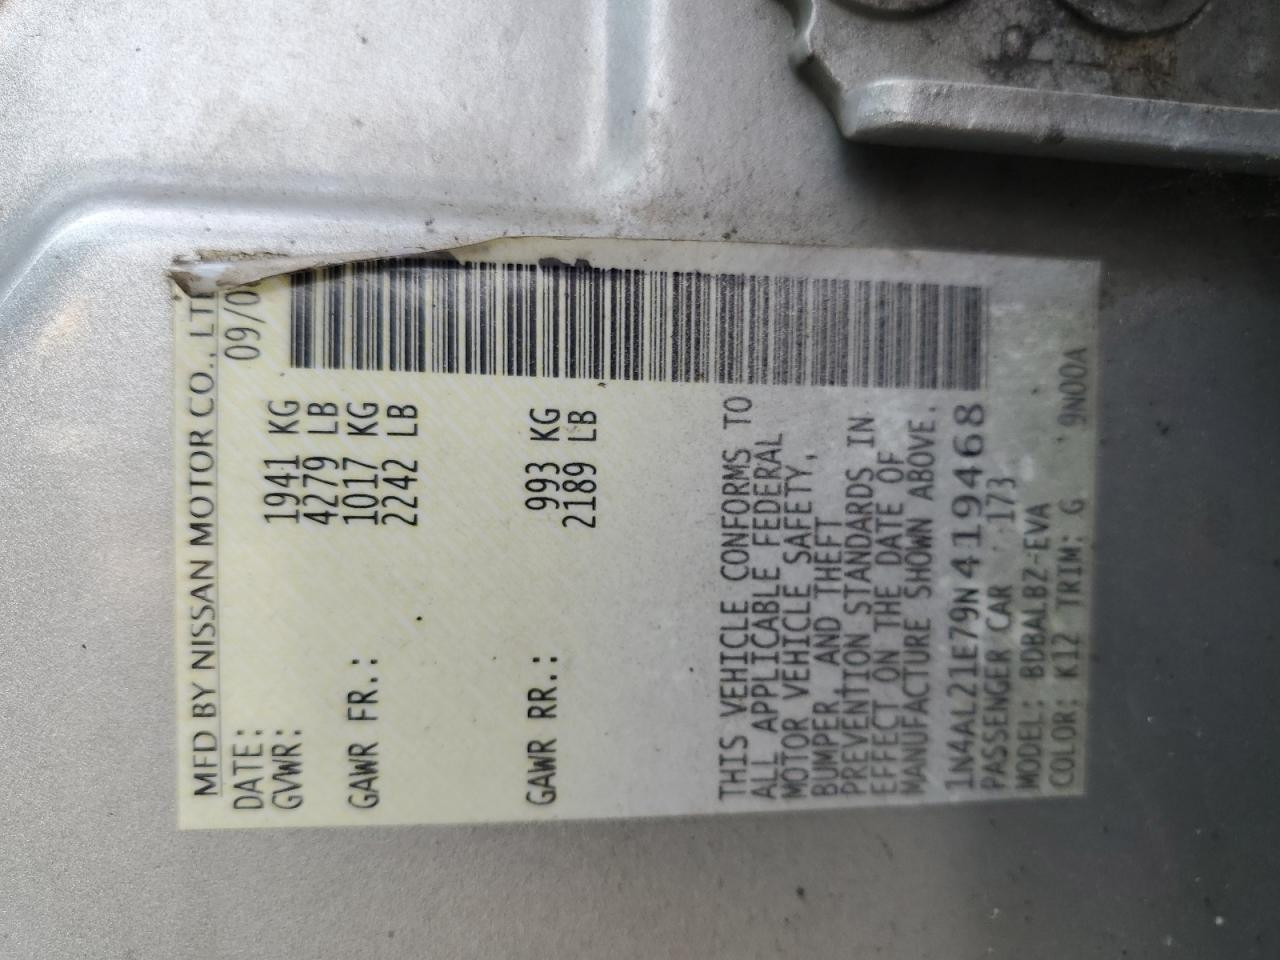 MFD BY NISSAN MOTOR CO., LT
DATE: 09/0
GVWR: 1941 KG
4279 LB
GAWR FR.: 1017 KG
2242 LB
GAWR RR.: 993 KG
2189 LB
THIS VEHICLE CONFORMS TO
ALL APPLICABLE FEDERAL
MOTOR VEHICLE SAFETY,
BUMPER, AND THEFT
PREVENTION STANDARDS IN
EFFECT ON THE DATE OF
MANUFACTURE SHOWN ABOVE.
1N4AL21E79N419468
PASSENGER CAR 173
MODEL: BDBALBZ-EVA
COLOR: K12 TRIM: G 9N00A